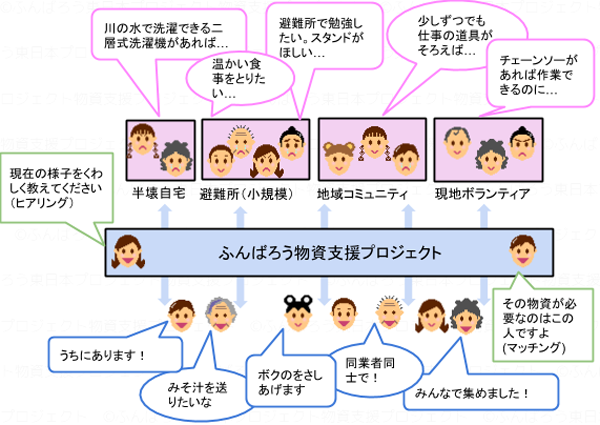 川の水で洗濯できる二
層式洗濯機があれば…
温かい食
事をとりた
い…
避難所で勉強
したい。スタンドが
ほしい…
少しずつでも
仕事の道具が
そろえば…
チェーンソーが
あれば作業で
きるのに…
半壊自宅
避難所（小規模）
地域コミュニティ
現地ボランティア
現在の様子をくわ
しく教えてください
（ヒアリング）
ふんばろう物資支援プロジェクト
その物資が必
要なのはこの
人ですよ
(マッチング)
うちにあります！
みそ汁を送
りたいな
ボクのをさし
あげます
同業者同
士で！
みんなで集めました！